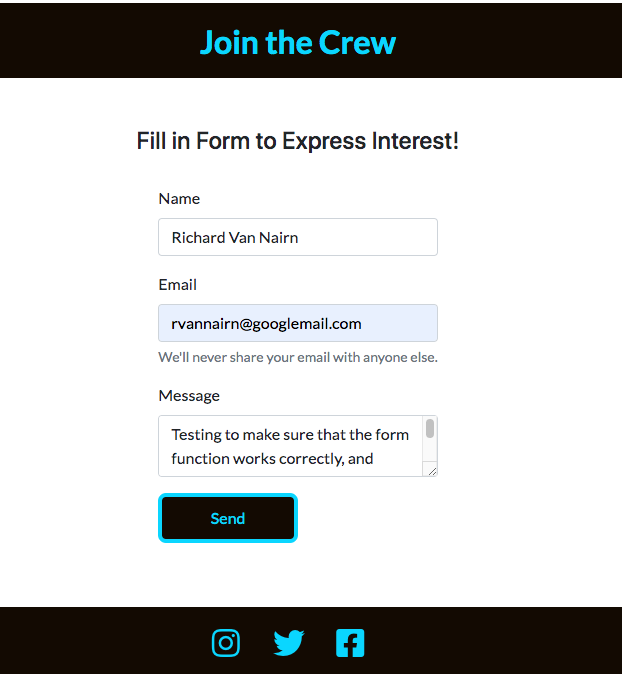 Join the Crew
Fill in Form to Express Interest!
Name
Richard Van Nairn
Email
rvannairn@googlemail.com
We'll never share your email with anyone else.
Message
Testing to make sure that the form
function works correctly, and
Send